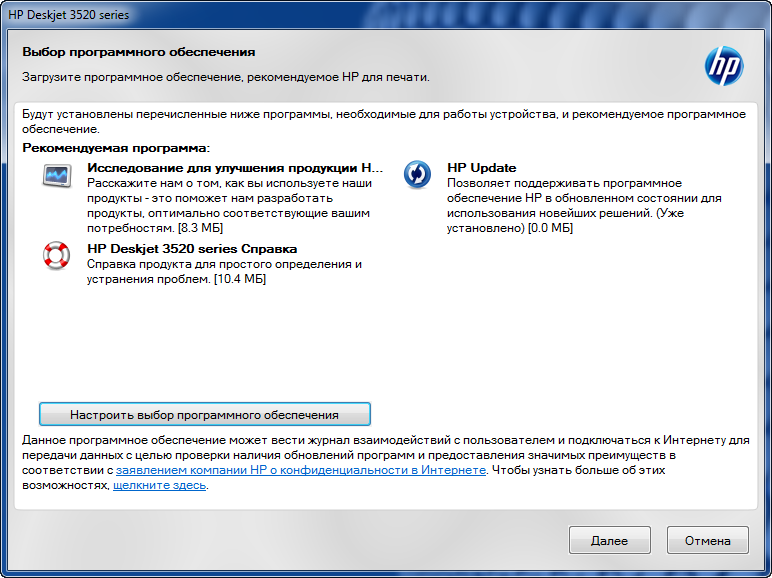 HP Deskjet 3520 series
Выбор программного обеспечения
Загрузите программное обеспечение, рекомендуемое HP для печати.
hp
Будут установлены перечисленные ниже программы, необходимые для работы устройства, и рекомендуемое программное
обеспечение.
Рекомендуемая программа:
Исследование для улучшения продукции H...
Расскажите нам о том, как вы используете наши
продукты - это поможет нам разработать
продукты, оптимально соответствующие вашим
потребностям. [8.3 МБ]
HP Update
Позволяет поддерживать программное
обеспечение HP в обновленном состоянии для
использования новейших решений. (Уже
установлено) [0.0 МБ]
HP Deskjet 3520 series Справка
Справка продукта для простого определения и
устранения проблем. [10.4 МБ]
Настроить выбор программного обеспечения
Данное программное обеспечение может вести журнал взаимодействий с пользователем и подключаться к Интернету для
передачи данных с целью проверки наличия обновлений программ и предоставления значимых преимуществ в
соответствии с заявлением компании HP о конфиденциальности в Интернете. Чтобы узнать больше об этих
возможностях, щелкните здесь.
Далее
Отмена